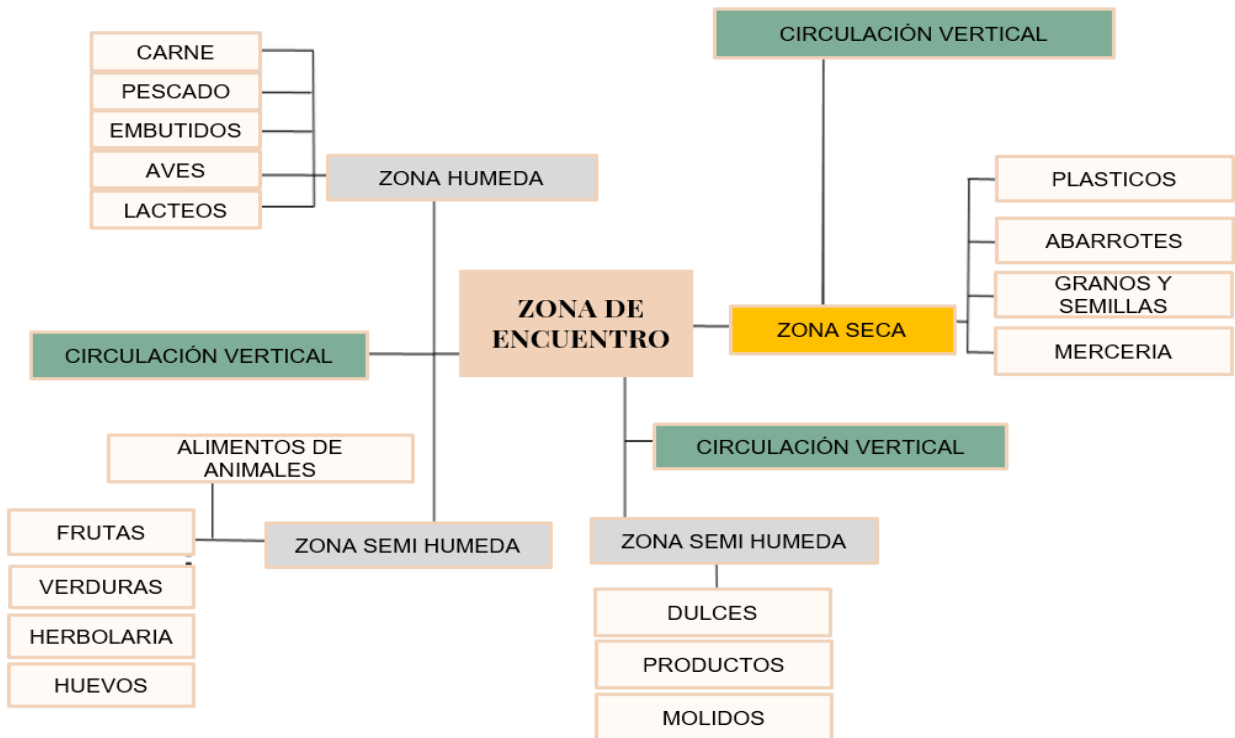 CIRCULACIÓN VERTICAL
CARNE
PESCADO
EMBUTIDOS
AVES
LACTEOS
ZONA HUMEDA
PLASTICOS
ABARROTES
GRANOS Y
SEMILLAS
MERCERIA
ZONA DE
ENCUENTRO
ZONA SECA
CIRCULACIÓN VERTICAL
CIRCULACIÓN VERTICAL
ALIMENTOS DE
ANIMALES
FRUTAS
VERDURAS
HERBOLARIA
HUEVOS
ZONA SEMI HUMEDA
ZONA SEMI HUMEDA
DULCES
PRODUCTOS
MOLIDOS